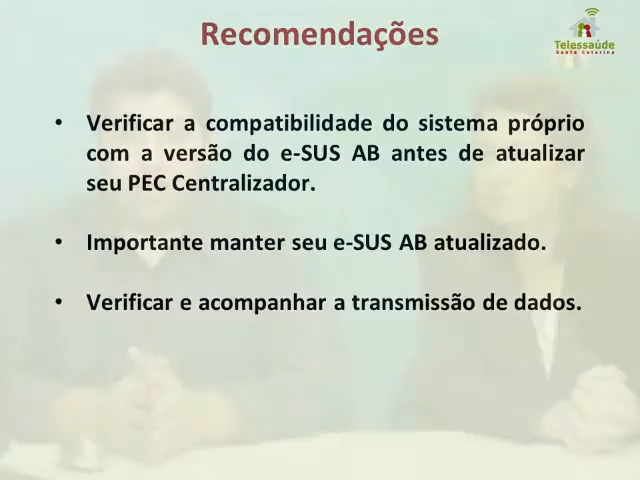 Recomendações
Telessaúde
Santa Catarina
• Verificar a compatibilidade do sistema próprio
com a versão do e-SUS AB antes de atualizar
seu PEC Centralizador.
• Importante manter seu e-SUS AB atualizado.
• Verificar e acompanhar a transmissão de dados.